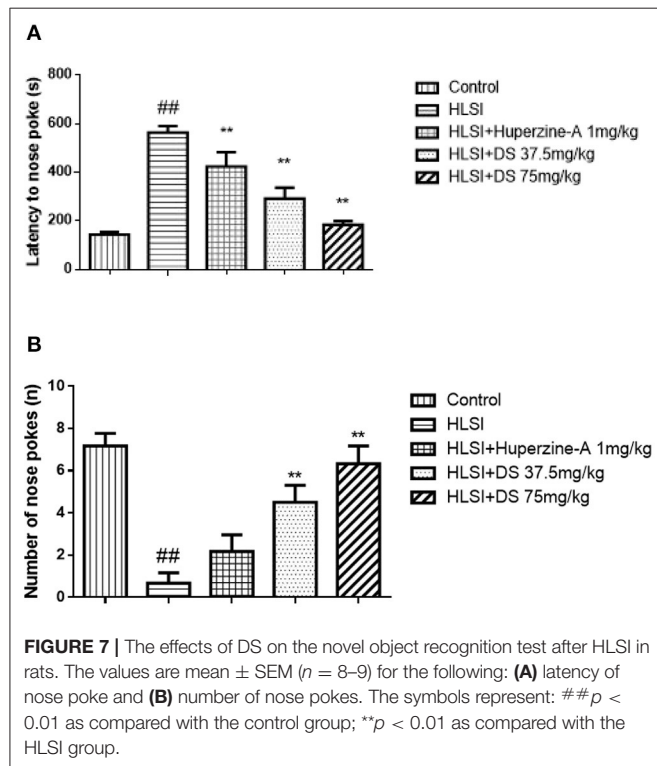 A
Latency to nose poke (s)
800
600
400
200
0
##
**
**
**
Control
HLSI
HLSI+Huperzine-A 1mg/kg
HLSI+DS 37.5mg/kg
HLSI+DS 75mg/kg
B
Number of nose pokes (n)
10
8
6
4
2
0
##
**
**
Control
HLSI
HLSI+Huperzine-A 1mg/kg
HLSI+DS 37.5mg/kg
HLSI+DS 75mg/kg
FIGURE 7 | The effects of DS on the novel object recognition test after HLSI in
rats. The values are mean ± SEM (n = 8–9) for the following: (A) latency of
nose poke and (B) number of nose pokes. The symbols represent: ##p <
0.01 as compared with the control group; **p < 0.01 as compared with the
HLSI group.